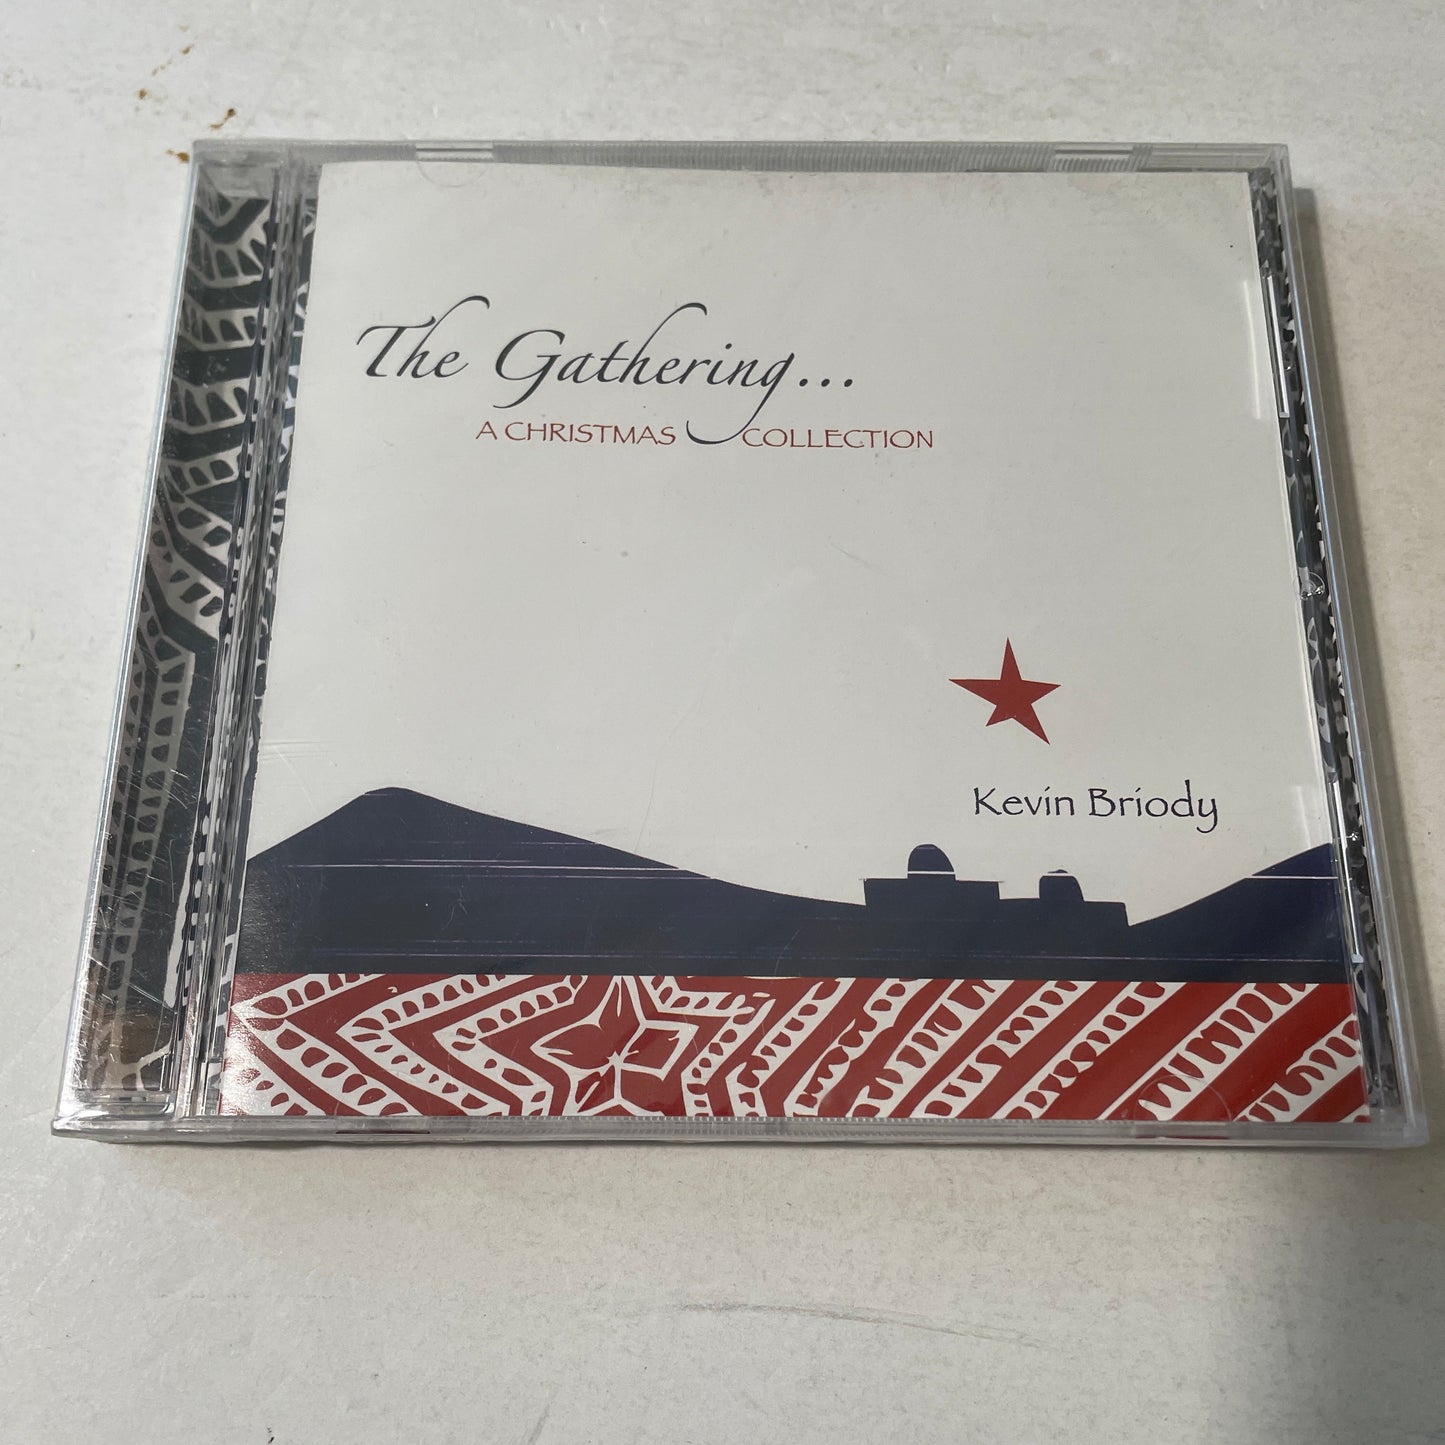 The Gathering...
A CHRISTMAS COLLECTION
Kevin Briody